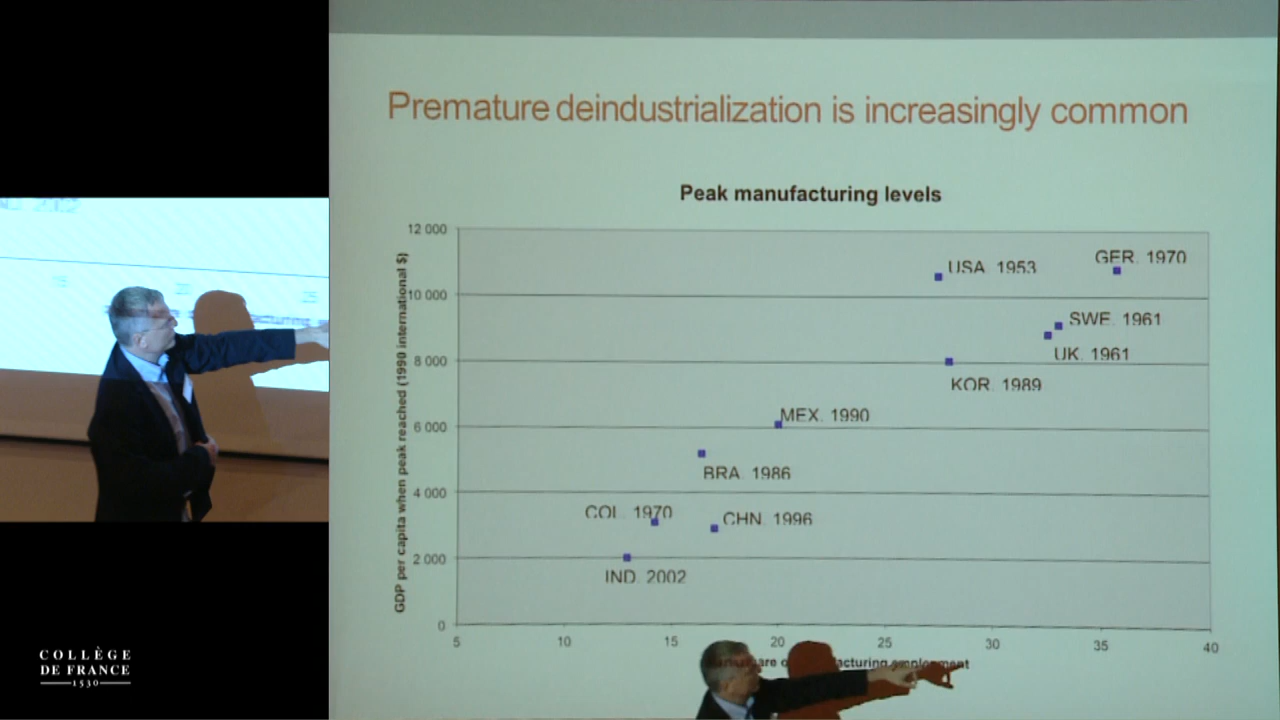 Premature deindustrialization is increasingly common
Peak manufacturing levels
GDP per capita when peak reached (1990 international $)
12 000
10 000
8 000
6 000
4 000
2 000
0
USA. 1953
GER. 1970
SWE. 1961
UK. 1961
KOR. 1989
MEX. 1990
BRA. 1986
COL. 1970
CHN. 1996
IND. 2002
5 10 15 20 25 30 35 40
COLLÈGE
DE FRANCE
1530